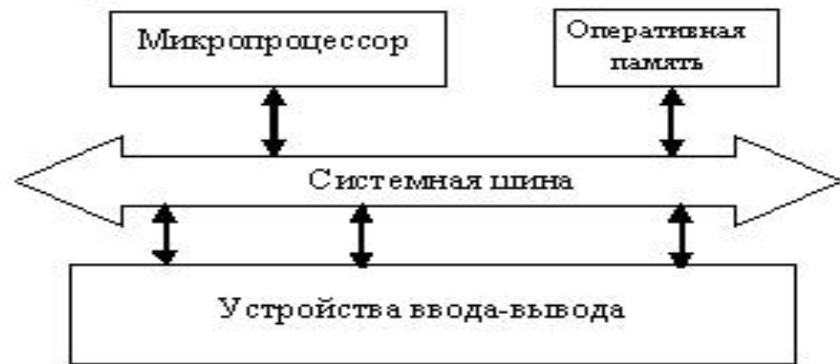 Микропроцессор
Оперативная
память
Системная шина
Устройства ввода-вывода